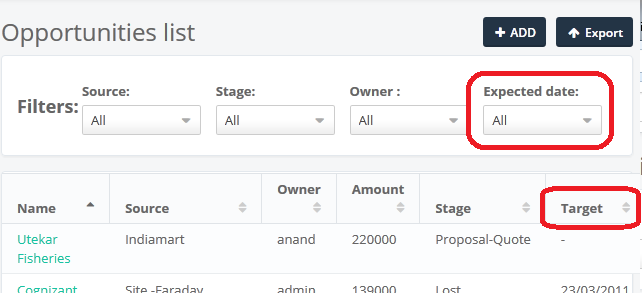 Opportunities list
ADD
Export
Filters:
Source:
Stage:
Owner :
Expected date:
All
All
All
All
Name
Source
Owner
Amount
Stage
Target
Utekar Fisheries
Indiamart
anand
220000
Proposal-Quote
-
Cognizant
Site -Faraday
admin
139000
Lost
23/03/2011